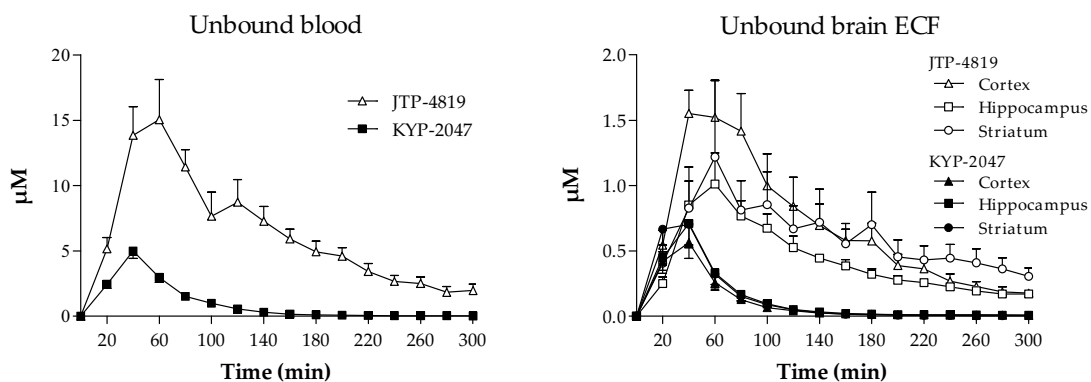 Unbound blood
20
15
10
5
0
μM
20 60 100 140 180 220 260 300
Time (min)
JTP-4819
KYP-2047
Unbound brain ECF
2.0
1.5
1.0
0.5
0.0
μM
20 60 100 140 180 220 260 300
Time (min)
JTP-4819
Cortex
Hippocampus
Striatum
KYP-2047
Cortex
Hippocampus
Striatum